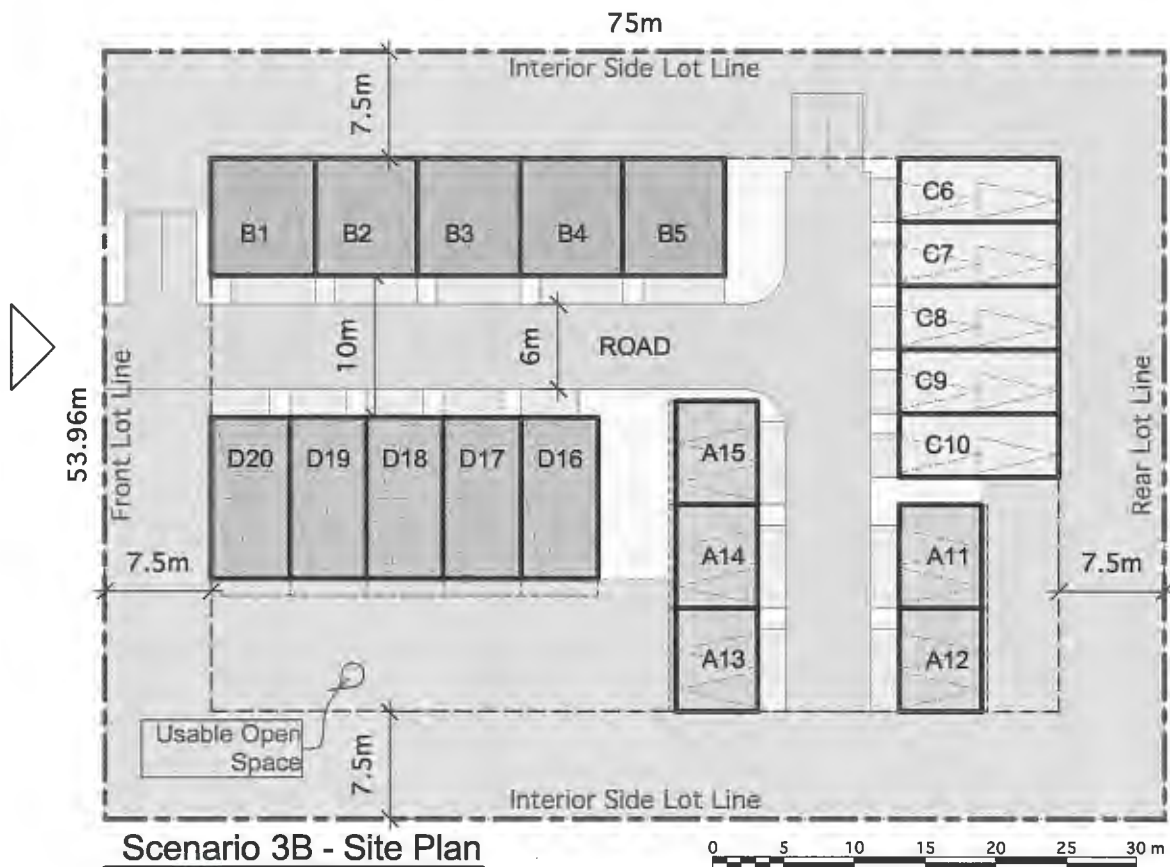 75m
Interior Side Lot Line
7.5m
B1 B2 B3 B4 B5
C6
C7
C8
C9
C10
10m
6m
ROAD
53.96m
Front Lot Line
Rear Lot Line
D20 D19 D18 D17 D16
A15
A14
A13
A11
A12
7.5m
7.5m
Usable Open
Space
7.5m
Interior Side Lot Line
Scenario 3B - Site Plan
0 5 10 15 20 25 30 m